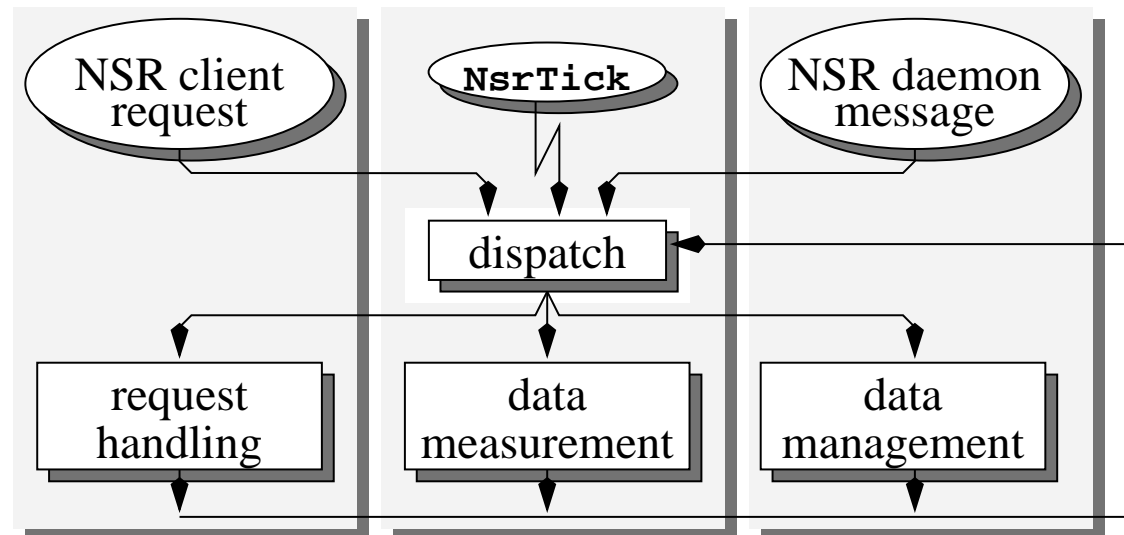 NSR client
request
NsrTick
NSR daemon
message
dispatch
request
handling
data
measurement
data
management